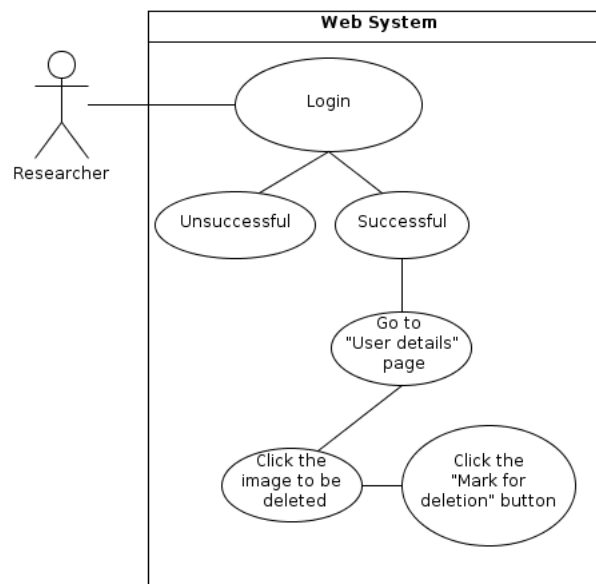 Web System
Login
Researcher
Unsuccessful
Successful
Go to
"User details"
page
Click the
image to be
deleted
Click the
"Mark for
deletion" button